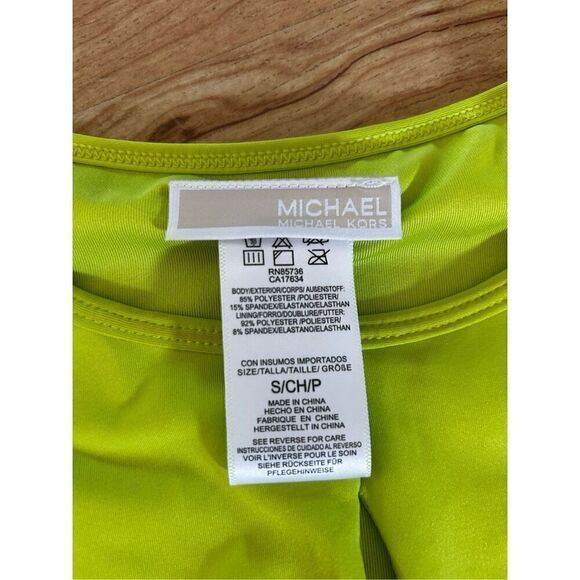 MICHAEL
MICHAEL KORS
RN85736
CA17634
BODY/EXTERIOR/CORPS/ AUßENSTOFF:
85% POLYESTER /POLIESTER/
15% SPANDEX/ELASTANO/ELASTHAN
LINING/FORRO/DOUBLURE/FUTTER:
92% POLYESTER /POLIESTER/
8% SPANDEX/ELASTANO/ELASTHAN
CON INSUMOS IMPORTADOS
SIZE/TALLA/TAILLE/ GRÖßE
S/CH/P
MADE IN CHINA
HECHO EN CHINA
FABRIQUE EN CHINE
HERGESTELLT IN CHINA
SEE REVERSE FOR CARE
INSTRUCCIONES DE CUIDADO AL REVERSO
VOIR L'INVERSE POUR LE SOIN
SIEHE RÜCKSEITE FÜR
PFLEGEHINWEISE